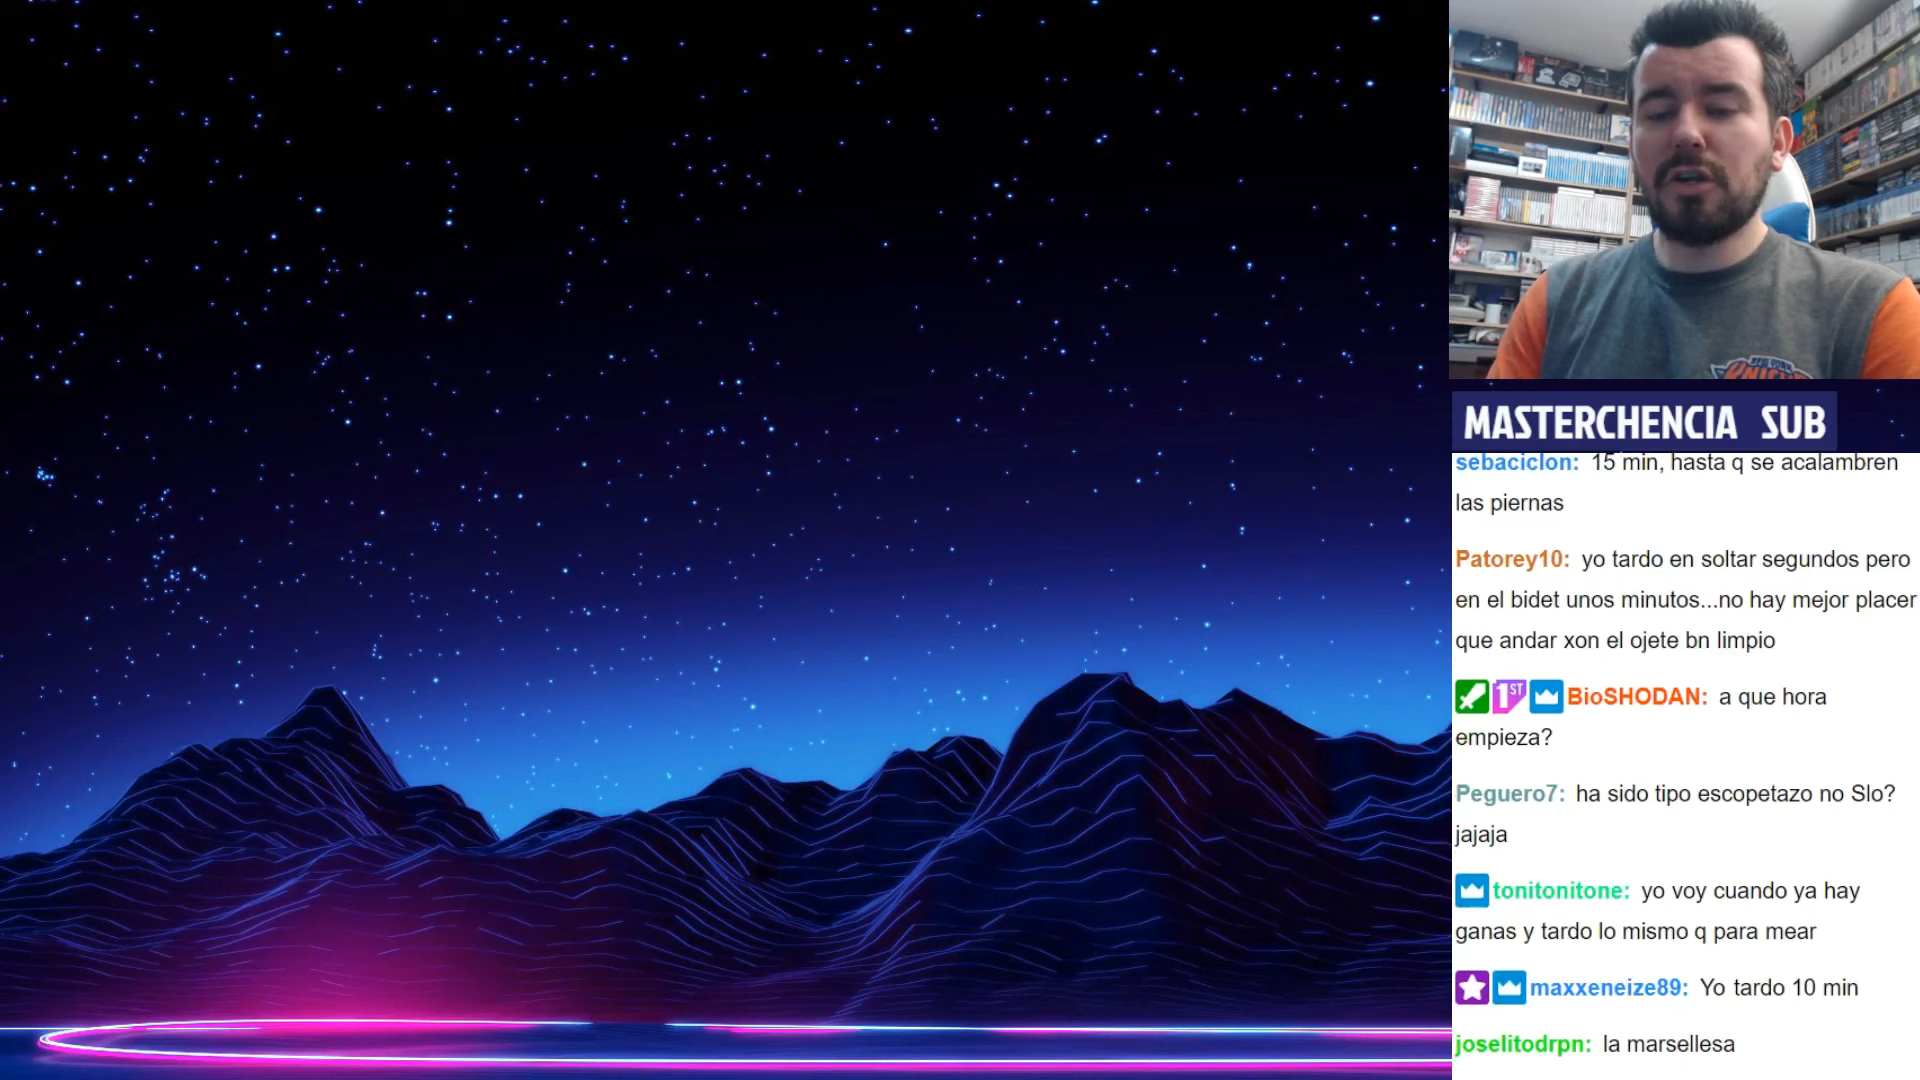 MASTERCHENCIA SUB
sebaciclon: 15 min, hasta q se acalambren
las piernas
Patorey10: yo tardo en soltar segundos pero
en el bidet unos minutos...no hay mejor placer
que andar xon el ojete bn limpio
1ST BioSHODAN: a que hora
empieza?
Peguero7: ha sido tipo escopetazo no Slo?
jajaja
tonitonitone: yo voy cuando ya hay
ganas y tardo lo mismo q para mear
maxxeneize89: Yo tardo 10 min
joselitodrpn: la marsellesa